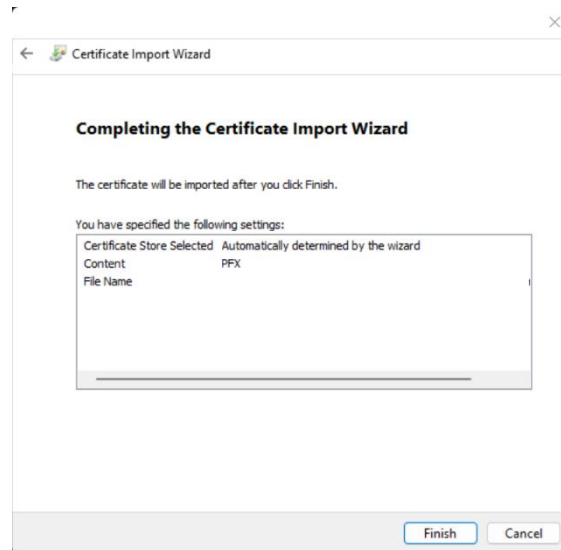 Certificate Import Wizard
Completing the Certificate Import Wizard
The certificate will be imported after you click Finish.
You have specified the following settings:
Certificate Store Selected Automatically determined by the wizard
Content PFX
File Name
Finish Cancel